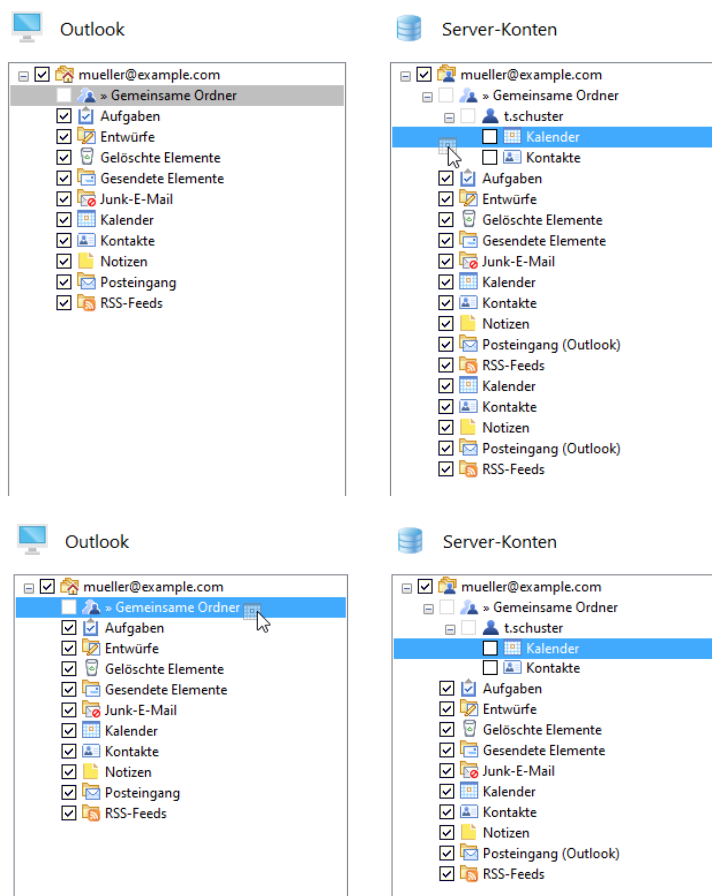 Outlook
mueller@example.com
» Gemeinsame Ordner
Aufgaben
Entwürfe
Gelöschte Elemente
Gesendete Elemente
Junk-E-Mail
Kalender
Kontakte
Notizen
Posteingang
RSS-Feeds
Server-Konten
mueller@example.com
» Gemeinsame Ordner
t.schuster
Kalender
Kontakte
Aufgaben
Entwürfe
Gelöschte Elemente
Gesendete Elemente
Junk-E-Mail
Kalender
Kontakte
Notizen
Posteingang (Outlook)
RSS-Feeds
Kalender
Kontakte
Notizen
Posteingang (Outlook)
RSS-Feeds
Outlook
mueller@example.com
» Gemeinsame Ordner
Aufgaben
Entwürfe
Gelöschte Elemente
Gesendete Elemente
Junk-E-Mail
Kalender
Kontakte
Notizen
Posteingang
RSS-Feeds
Server-Konten
mueller@example.com
» Gemeinsame Ordner
t.schuster
Kalender
Kontakte
Aufgaben
Entwürfe
Gelöschte Elemente
Gesendete Elemente
Junk-E-Mail
Kalender
Kontakte
Notizen
Posteingang (Outlook)
RSS-Feeds